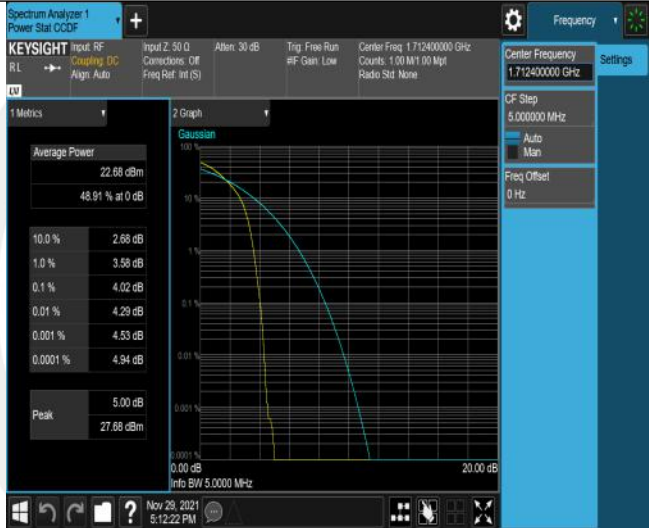 Spectrum Analyzer 1
Power Stat CCDF
+
Frequency
KEYSIGHT
RL
LV
Input: RF
Coupling: DC
Align: Auto
Input Z: 50 Ω
Corrections: Off
Freq Ref: Int (S)
Atten: 30 dB
Trig: Free Run
#IF Gain: Low
Center Freq: 1.712400000 GHz
Counts: 1.00 M/1.00 Mpt
Radio Std: None
Center Frequency
1.712400000 GHz
Settings
CF Step
5.000000 MHz
Auto
Man
Freq Offset
0 Hz
1 Metrics
Average Power
22.68 dBm
48.91 % at 0 dB
10.0 % 2.68 dB
1.0 % 3.58 dB
0.1 % 4.02 dB
0.01 % 4.29 dB
0.001 % 4.53 dB
0.0001 % 4.94 dB
Peak
5.00 dB
27.68 dBm
2 Graph
Gaussian
100 %
10 %
1 %
0.1 %
0.01 %
0.001 %
0.0001 %
0.00 dB 20.00 dB
Info BW 5.0000 MHz
?
Nov 29, 2021
5:12:22 PM